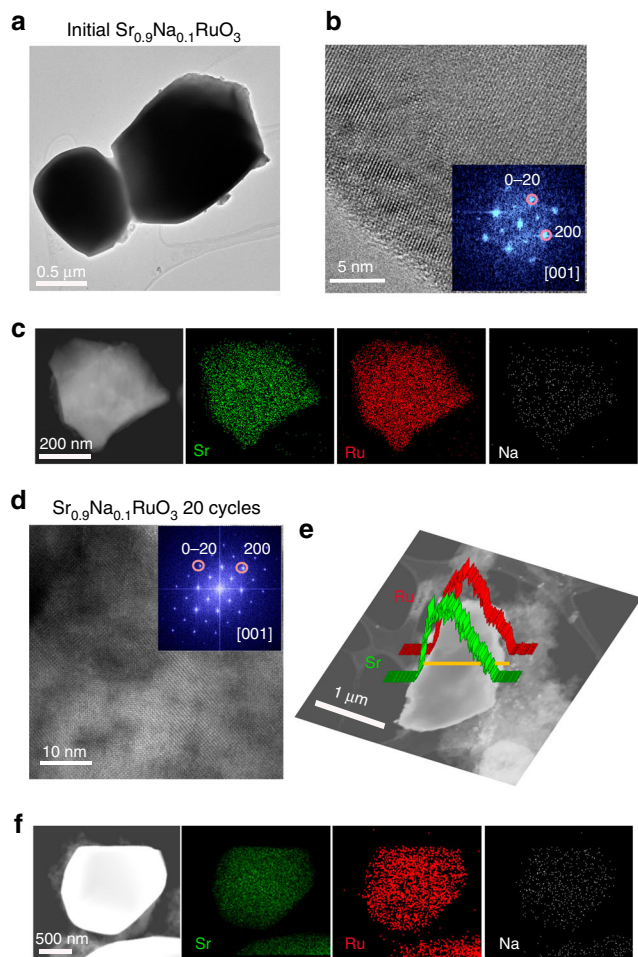 a
Initial Sr₀.₉Na₀.₁RuO₃
0.5 μm
b
0–20
200
[001]
5 nm
c
200 nm
Sr
Ru
Na
d
Sr₀.₉Na₀.₁RuO₃ 20 cycles
0–20
200
[001]
10 nm
e
Ru
Sr
1 μm
f
500 nm
Sr
Ru
Na